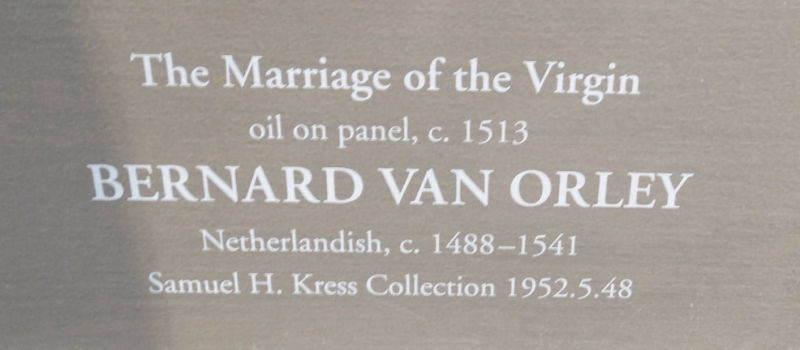 The Marriage of the Virgin
oil on panel, c. 1513
BERNARD VAN ORLEY
Netherlandish, c. 1488–1541
Samuel H. Kress Collection 1952.5.48